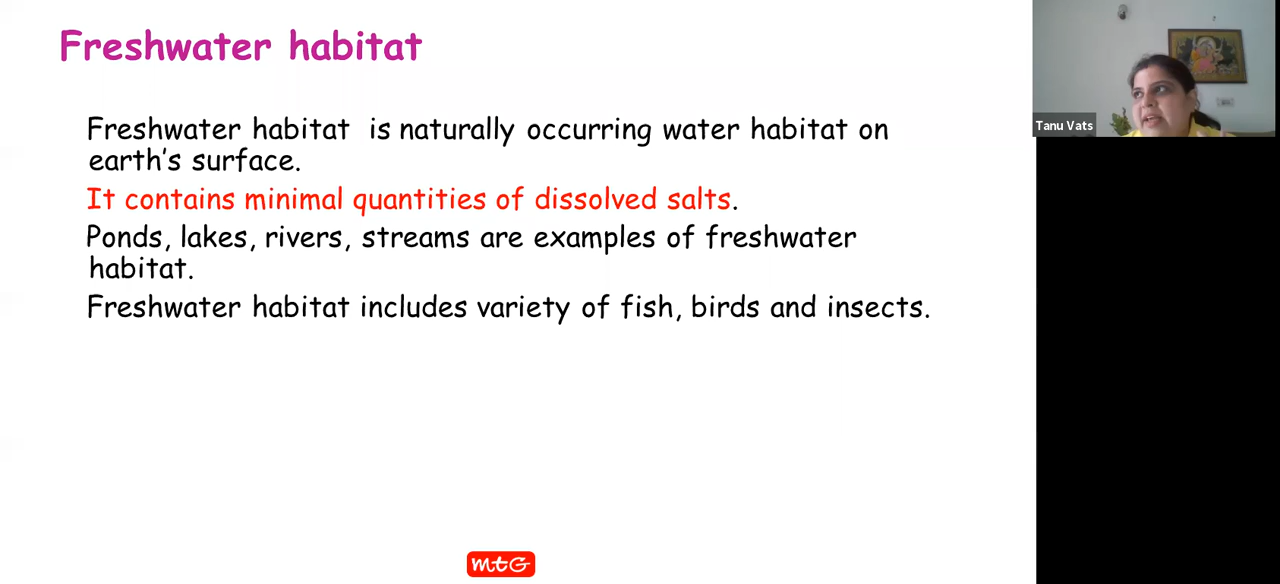 Freshwater habitat
Freshwater habitat is naturally occurring water habitat on
earth's surface.
It contains minimal quantities of dissolved salts.
Ponds, lakes, rivers, streams are examples of freshwater
habitat.
Freshwater habitat includes variety of fish, birds and insects.
Tanu Vats
mtG